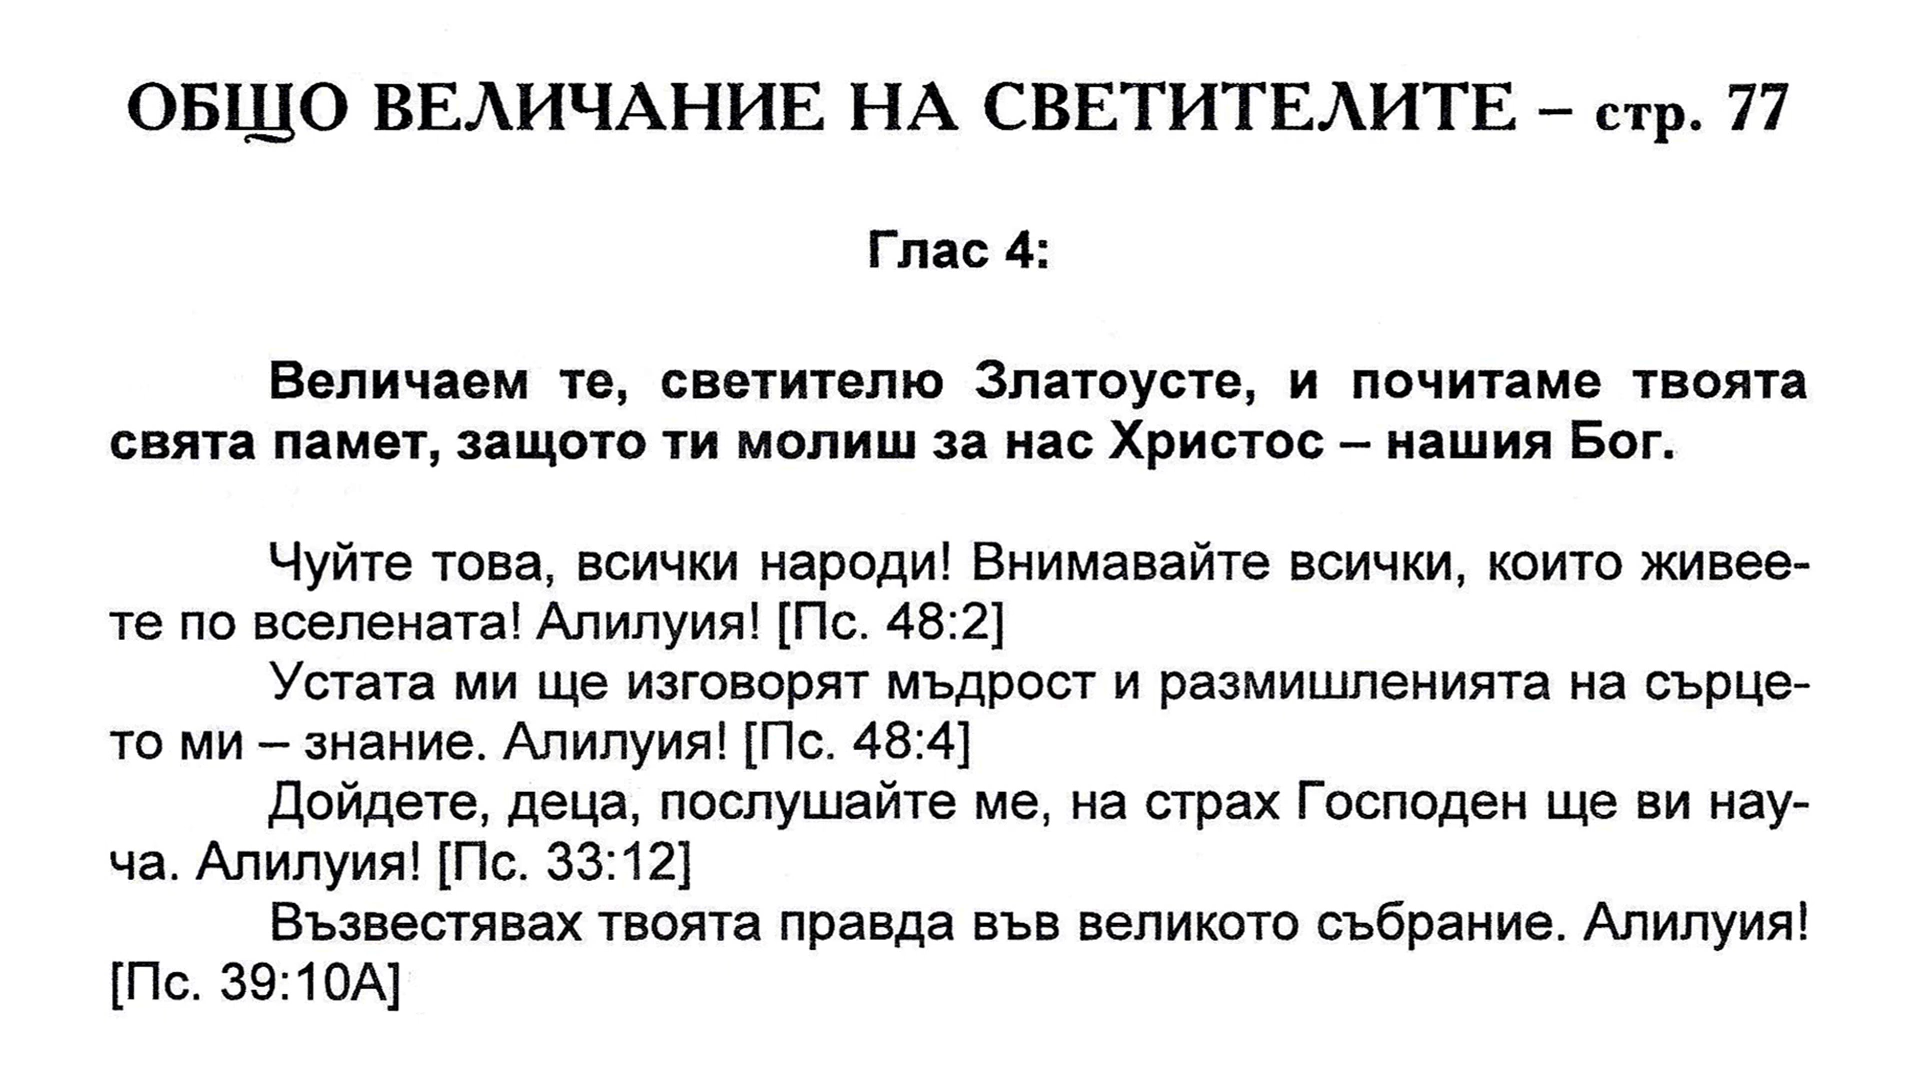 ОБЩО ВЕЛИЧАНИЕ НА СВЕТИТЕЛИТЕ – стр. 77
Глас 4:
Величаем те, светителю Златоусте, и почитаме твоята
свята памет, защото ти молиш за нас Христос – нашия Бог.
Чуйте това, всички народи! Внимавайте всички, които живее-
те по вселената! Алилуия! [Пс. 48:2]
Устата ми ще изговорят мъдрост и размишленията на сърце-
то ми – знание. Алилуия! [Пс. 48:4]
Дойдете, деца, послушайте ме, на страх Господен ще ви нау-
ча. Алилуия! [Пс. 33:12]
Възвестявах твоята правда във великото събрание. Алилуия!
[Пс. 39:10А]